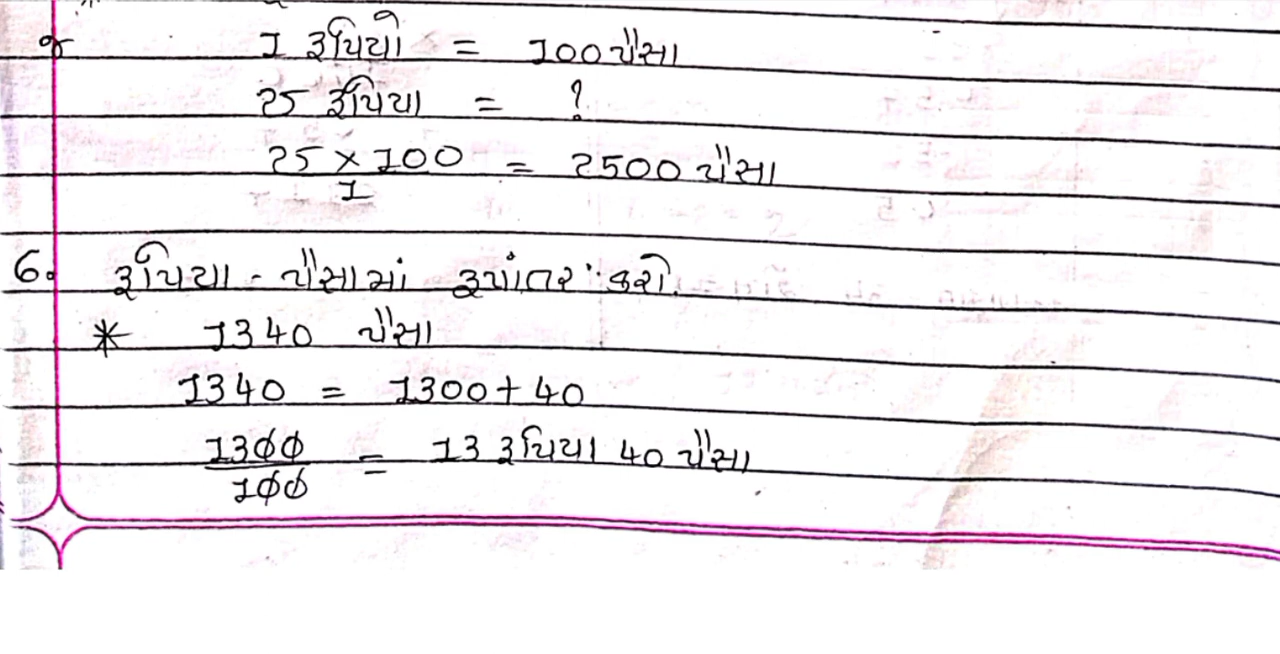 જ 1 રૂપિયો = 100 પૈસા
25 રૂપિયા = ?
25 × 100 = 2500 પૈસા
1
6. રૂપિયા - પૈસામાં રૂપાંતર કરો.
* 1340 પૈસા
1340 = 1300 + 40
1300 = 13 રૂપિયા 40 પૈસા
100